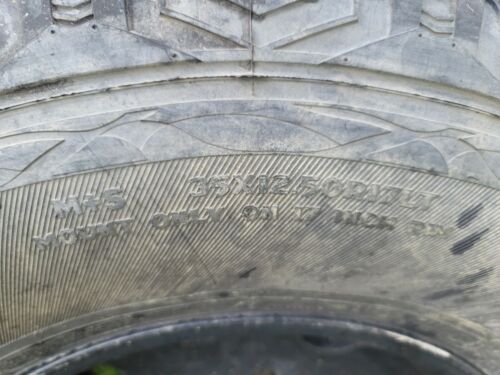 M+S 35X12.50R17LT
MOUNT ONLY ON 17 INCH RIM